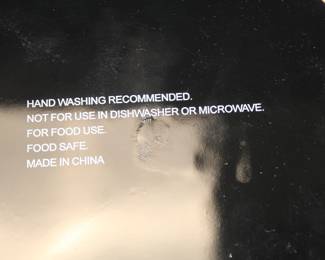 HAND WASHING RECOMMENDED.
NOT FOR USE IN DISHWASHER OR MICROWAVE.
FOR FOOD USE.
FOOD SAFE.
MADE IN CHINA